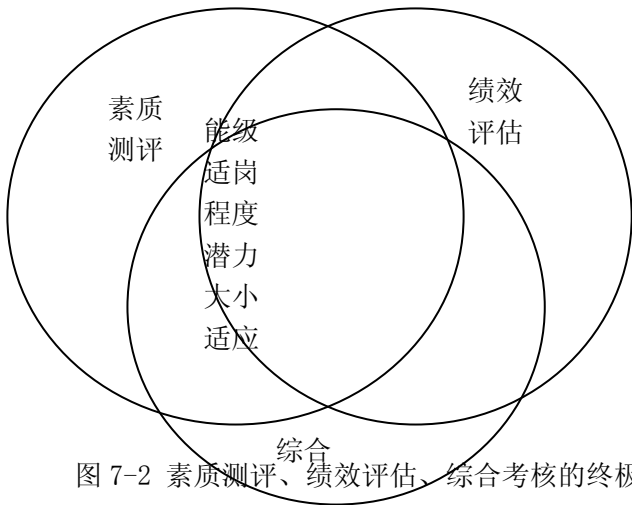 素质
测评
绩效
评估
能级
适岗
程度
潜力
大小
适应
综合
图 7-2 素质测评、绩效评估、综合考核的终极